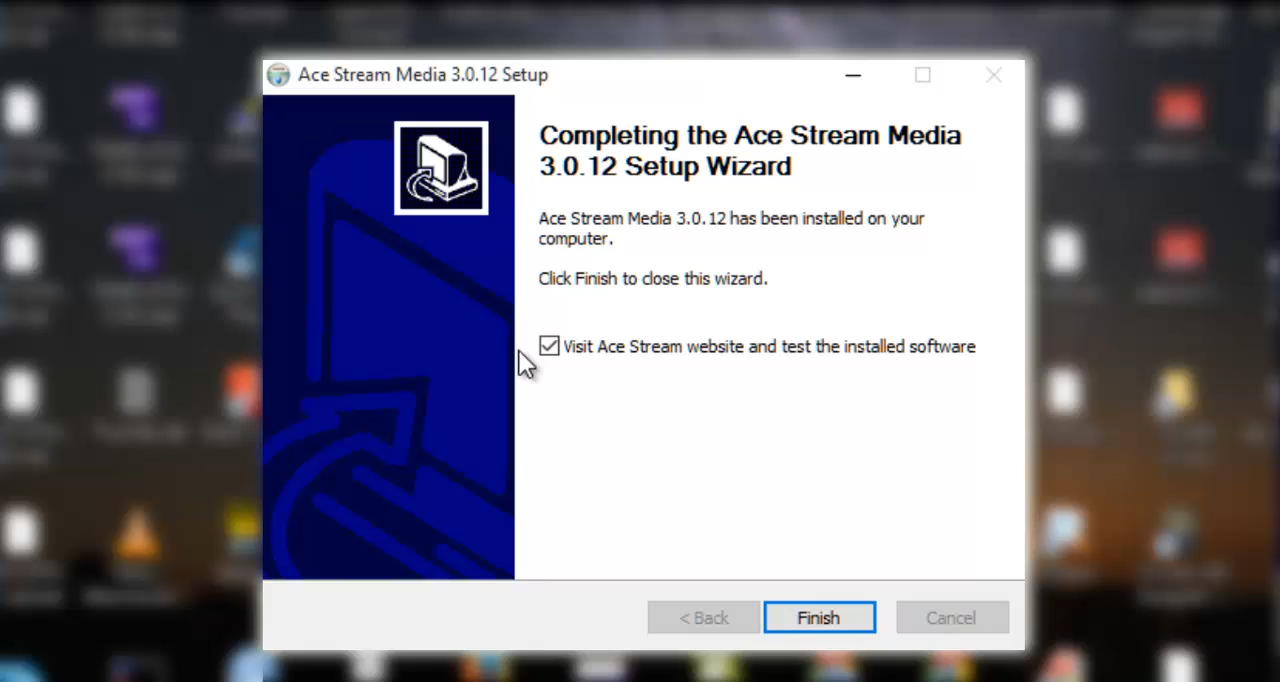 Ace Stream Media 3.0.12 Setup
Completing the Ace Stream Media
3.0.12 Setup Wizard
Ace Stream Media 3.0.12 has been installed on your
computer.
Click Finish to close this wizard.
Visit Ace Stream website and test the installed software
< Back
Finish
Cancel